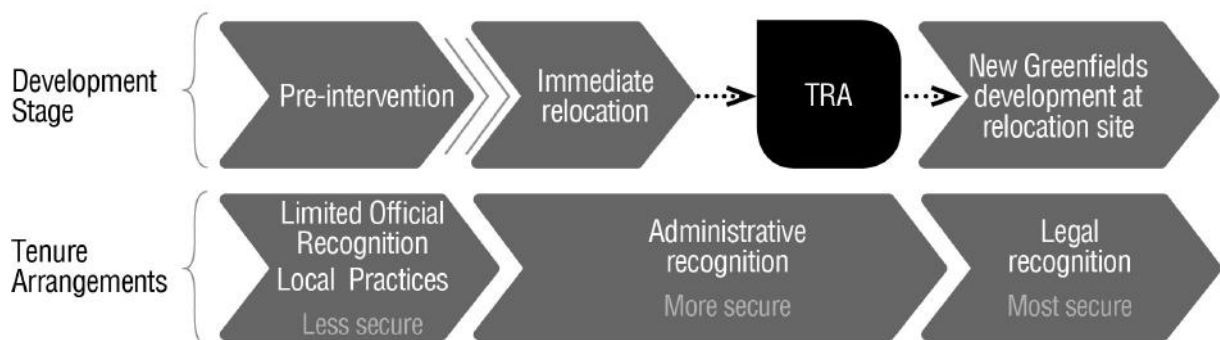 Development
Stage
Pre-intervention
Immediate
relocation
TRA
New Greenfields
development at
relocation site
Tenure
Arrangements
Limited Official
Recognition
Local Practices
Less secure
Administrative
recognition
More secure
Legal
recognition
Most secure